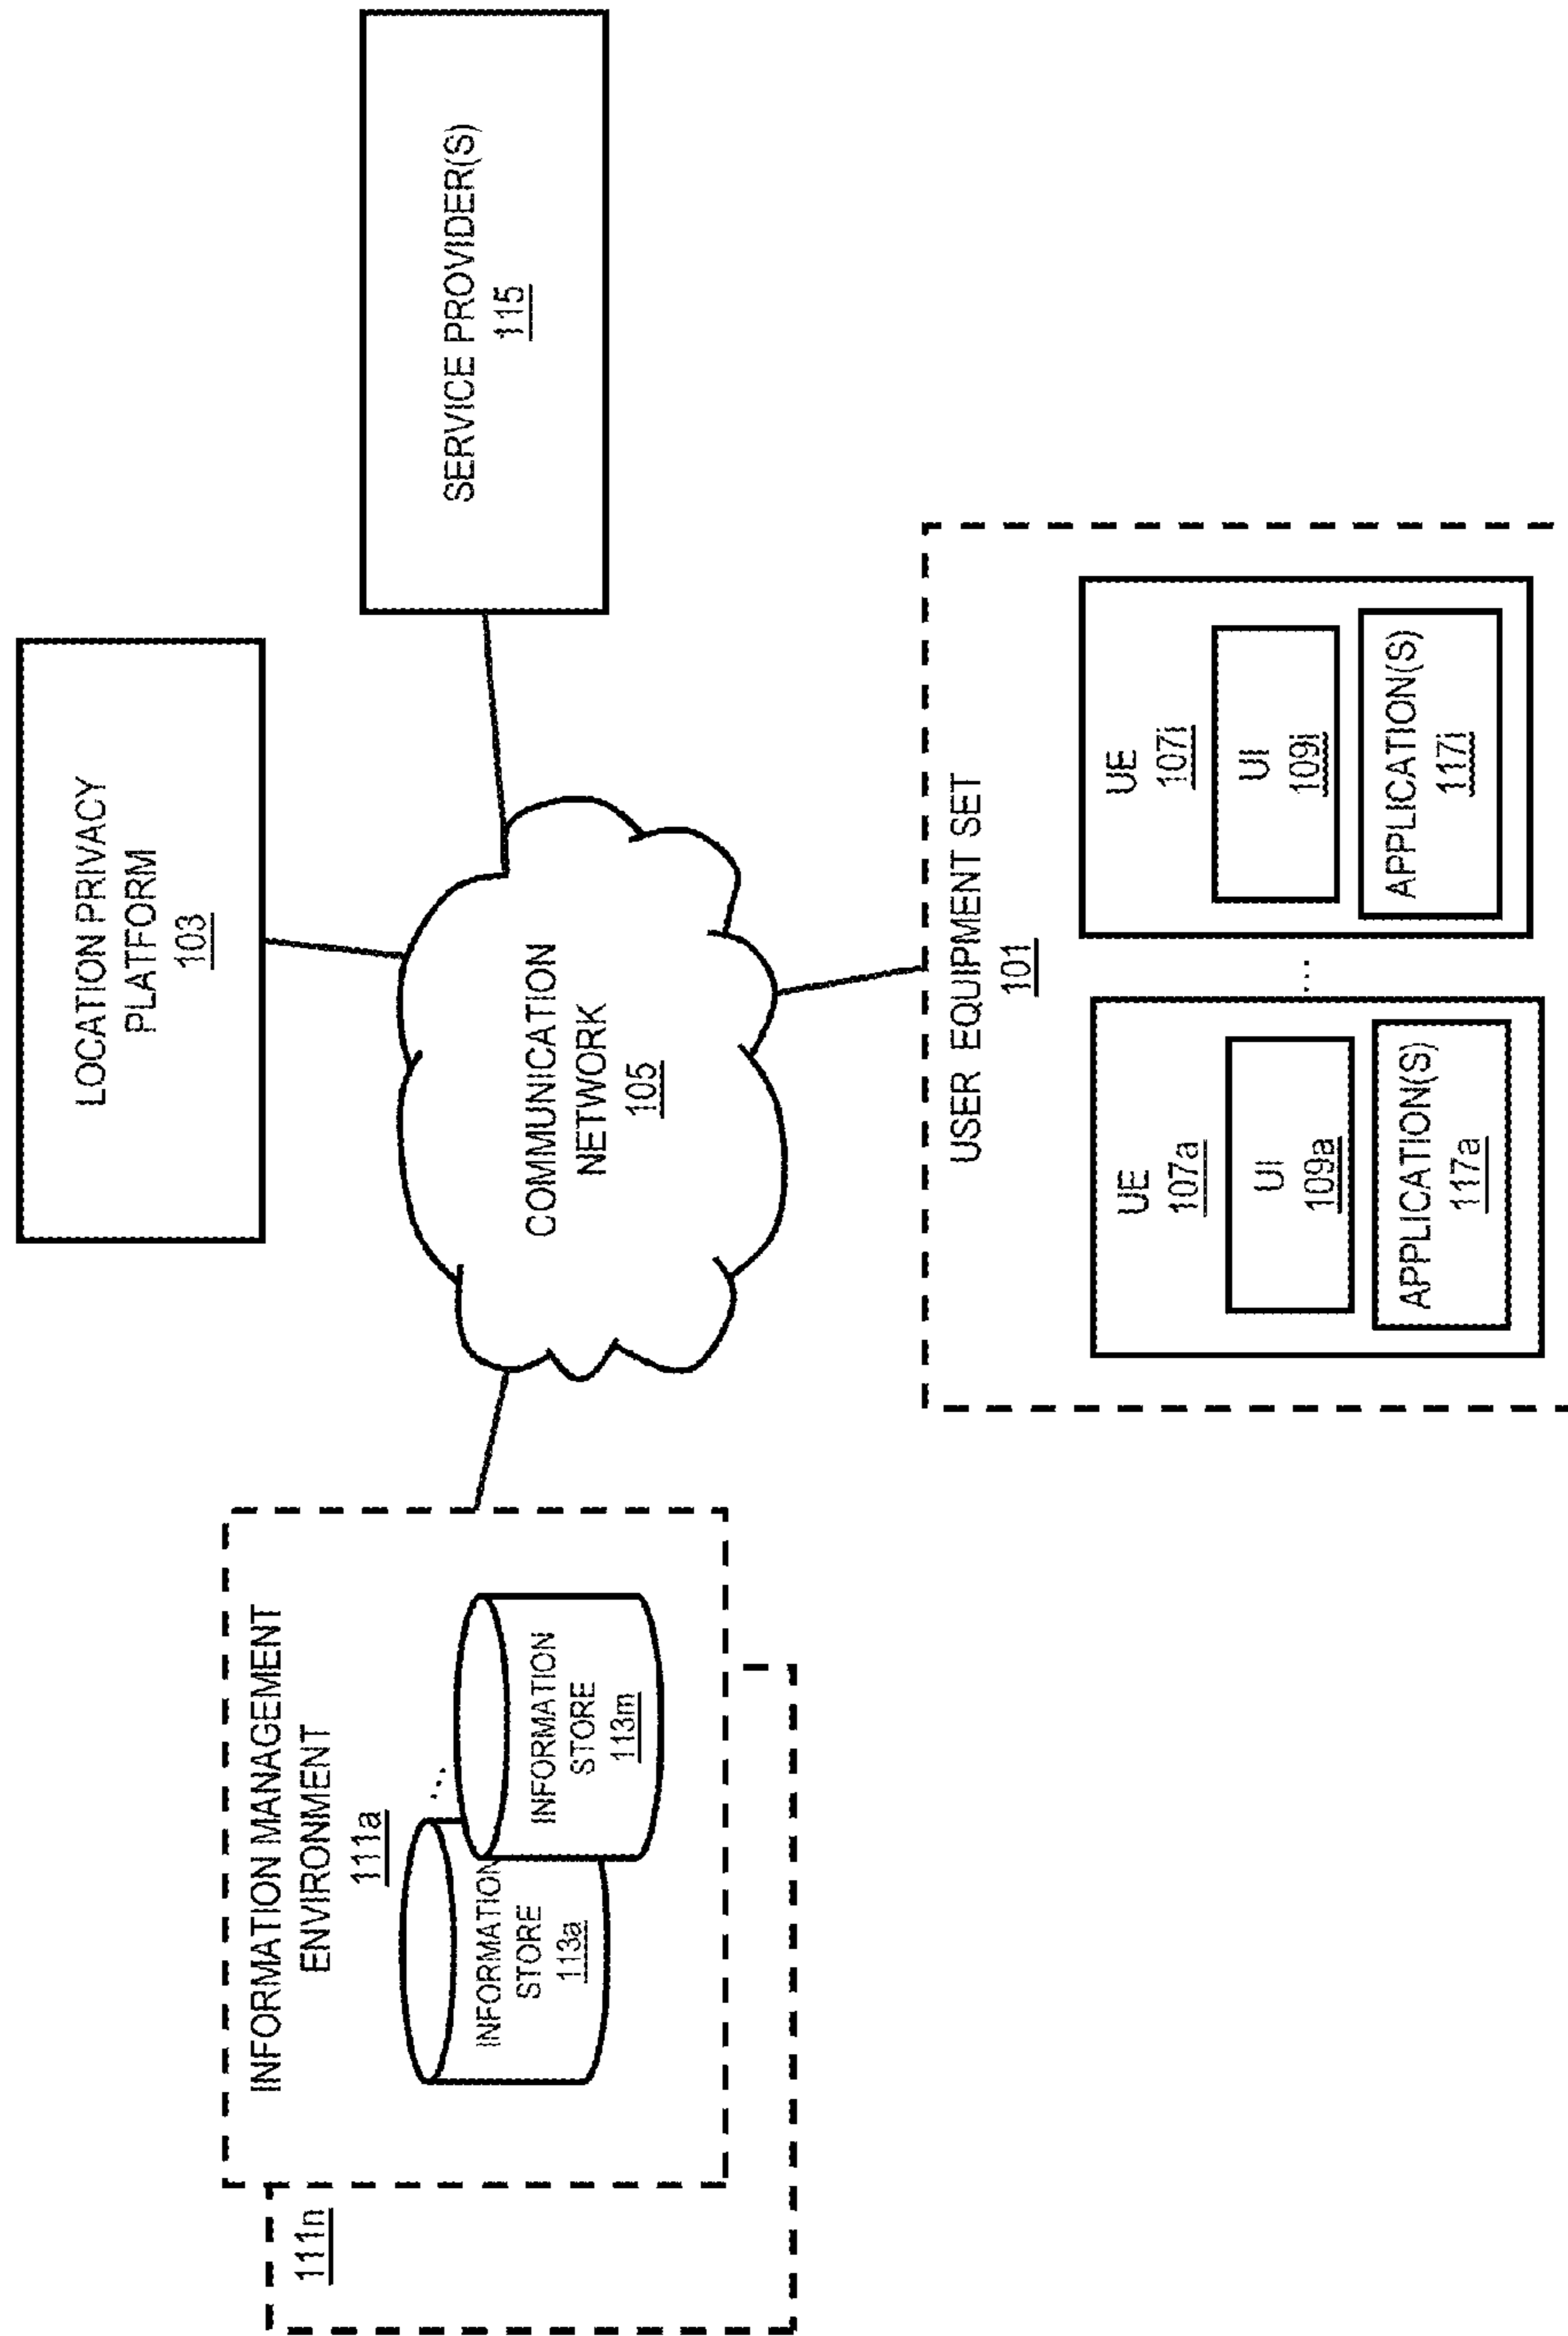 LOCATION PRIVACY
PLATFORM
103
SERVICE PROVIDER(S)
115
INFORMATION MANAGEMENT
ENVIRONMENT
111a
111n
INFORMATION
STORE
113a
...
INFORMATION
STORE
113m
COMMUNICATION
NETWORK
105
USER EQUIPMENT SET
101
UE
107a
UI
109a
APPLICATION(S)
117a
...
UE
107i
UI
109i
APPLICATION(S)
117i